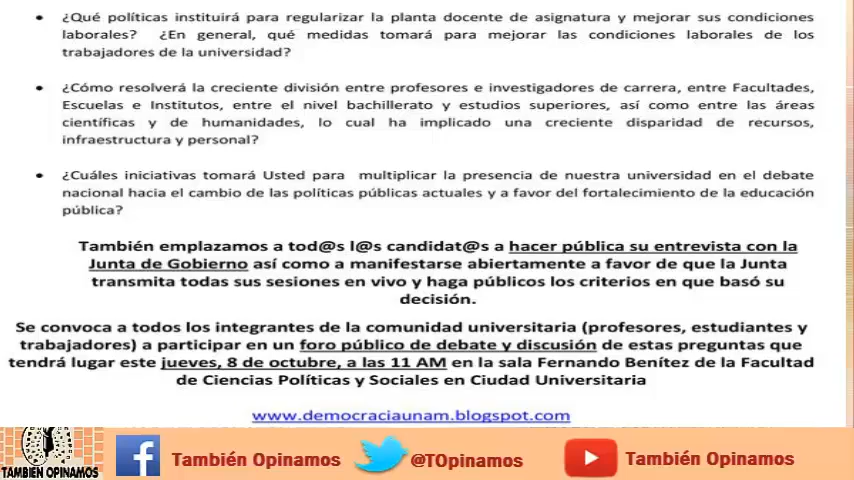 • ¿Qué políticas instituirá para regularizar la planta docente de asignatura y mejorar sus condiciones
laborales? ¿En general, qué medidas tomará para mejorar las condiciones laborales de los
trabajadores de la universidad?
• ¿Cómo resolverá la creciente división entre profesores e investigadores de carrera, entre Facultades,
Escuelas e Institutos, entre el nivel bachillerato y estudios superiores, así como entre las áreas
científicas y de humanidades, lo cual ha implicado una creciente disparidad de recursos,
infraestructura y personal?
• ¿Cuáles iniciativas tomará Usted para multiplicar la presencia de nuestra universidad en el debate
nacional hacia el cambio de las políticas públicas actuales y a favor del fortalecimiento de la educación
pública?
También emplazamos a tod@s l@s candidat@s a hacer pública su entrevista con la
Junta de Gobierno así como a manifestarse abiertamente a favor de que la Junta
transmita todas sus sesiones en vivo y haga públicos los criterios en que basó su
decisión.
Se convoca a todos los integrantes de la comunidad universitaria (profesores, estudiantes y
trabajadores) a participar en un foro público de debate y discusión de estas preguntas que
tendrá lugar este jueves, 8 de octubre, a las 11 AM en la sala Fernando Benítez de la Facultad
de Ciencias Políticas y Sociales en Ciudad Universitaria
www.democraciaunam.blogspot.com
TAMBIÉN OPINAMOS
También Opinamos
@TOpinamos
También Opinamos